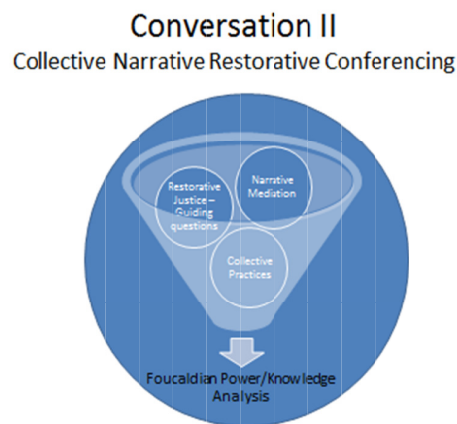 Conversation II
Collective Narrative Restorative Conferencing
Restorative
Justice –
Guiding
questions
Narrative
Mediation
Collective
Practices
Foucaldian Power/Knowledge
Analysis